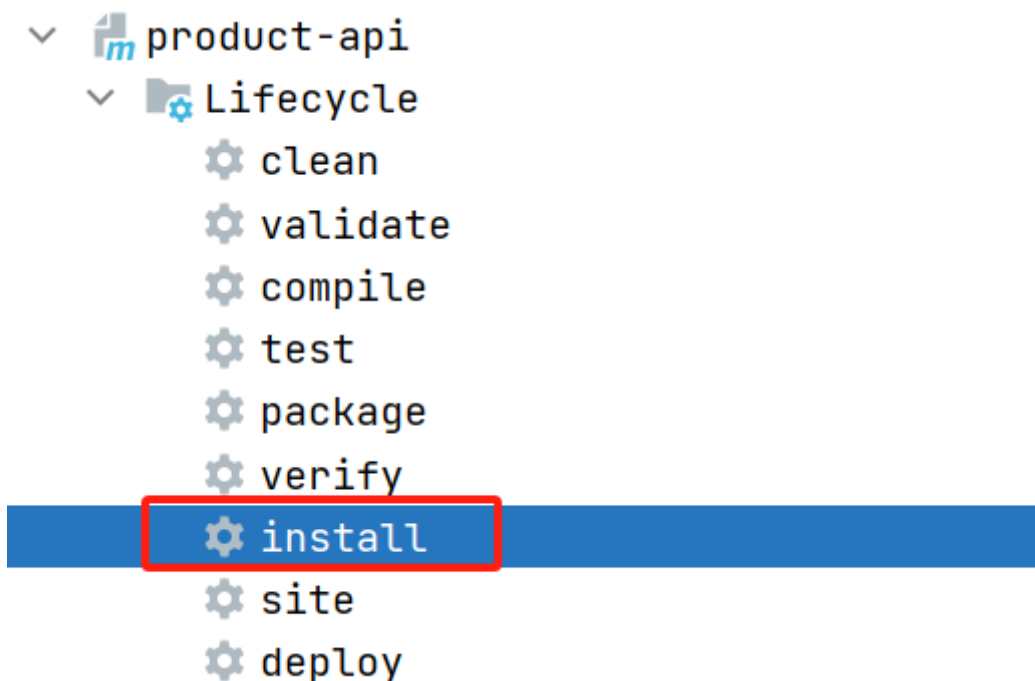 product-api
Lifecycle
clean
validate
compile
test
package
verify
install
site
deploy